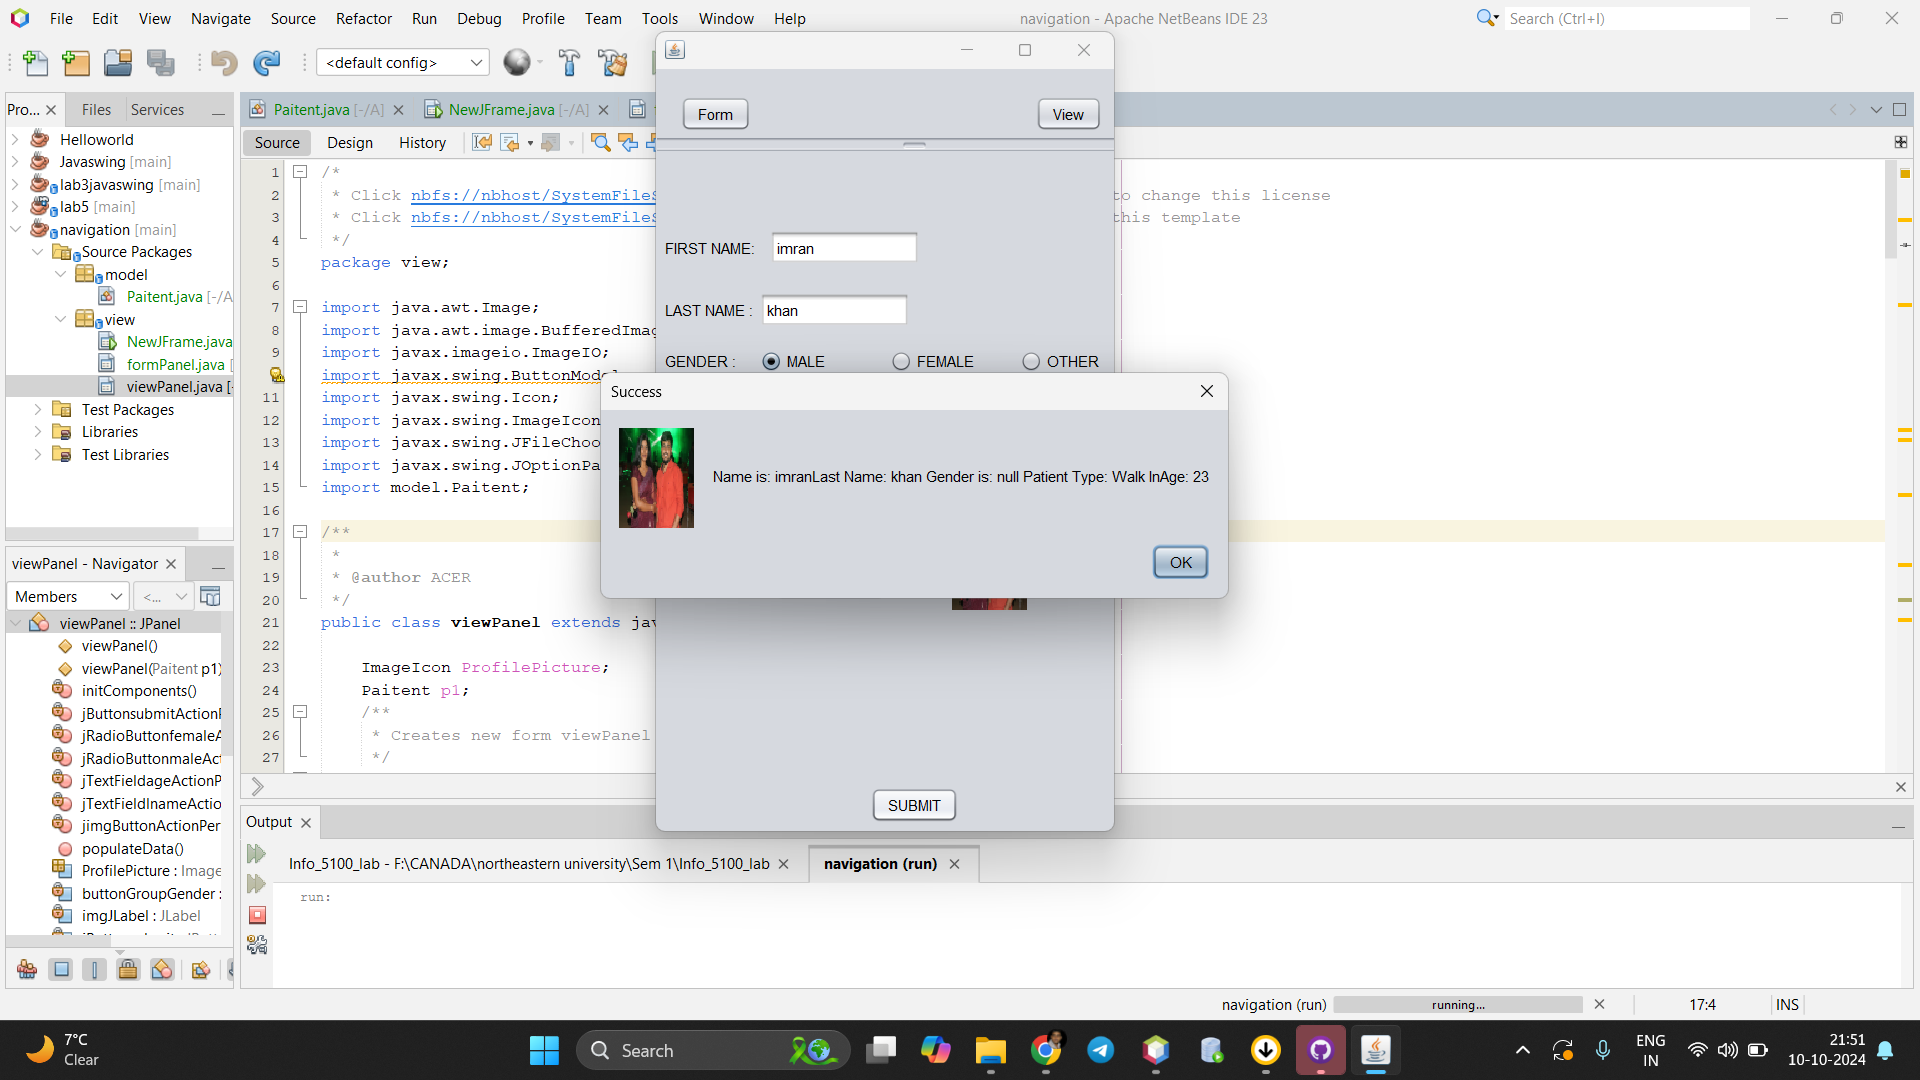 File Edit View Navigate Source Refactor Run Debug Profile Team Tools Window Help navigation - Apache NetBeans IDE 23 Search (Ctrl+I)
<default config>
Pro... Files Services
Paitent.java [-/A] NewJFrame.java [-/A]
Form View
Source Design History
Helloworld
Javaswing [main]
lab3javaswing [main]
lab5 [main]
navigation [main]
Source Packages
model
Paitent.java [-/A
view
NewJFrame.java
formPanel.java [
viewPanel.java [-
Test Packages
Libraries
Test Libraries
1 /*
2 * Click nbfs://nbhost/SystemFileS to change this license
3 * Click nbfs://nbhost/SystemFileS this template
4 */
5 package view;
6
7 import java.awt.Image;
8 import java.awt.image.BufferedImag
9 import javax.imageio.ImageIO;
import javax.swing.ButtonModel
11 import javax.swing.Icon;
12 import javax.swing.ImageIcon
13 import javax.swing.JFileChoo
14 import javax.swing.JOptionPa
15 import model.Paitent;
16
17 /**
18 *
19 * @author ACER
20 */
21 public class viewPanel extends jav
22
23 ImageIcon ProfilePicture;
24 Paitent p1;
25 /**
26 * Creates new form viewPanel
27 */
FIRST NAME: imran
LAST NAME : khan
GENDER : MALE FEMALE OTHER
Success
Name is: imranLast Name: khan Gender is: null Patient Type: Walk InAge: 23
OK
SUBMIT
viewPanel - Navigator
Members <...
viewPanel :: JPanel
viewPanel()
viewPanel(Paitent p1)
initComponents()
jButtonsubmitActionP
jRadioButtonfemaleA
jRadioButtonmaleAct
jTextFieldageActionP
jTextFieldlnameActio
jimgButtonActionPer
populateData()
ProfilePicture : Image
buttonGroupGender :
imgJLabel : JLabel
Output
Info_5100_lab - F:\CANADA\northeastern university\Sem 1\Info_5100_lab navigation (run)
run:
navigation (run) running... 17:4 INS
7°C
Clear
Search
ENG
IN
21:51
10-10-2024